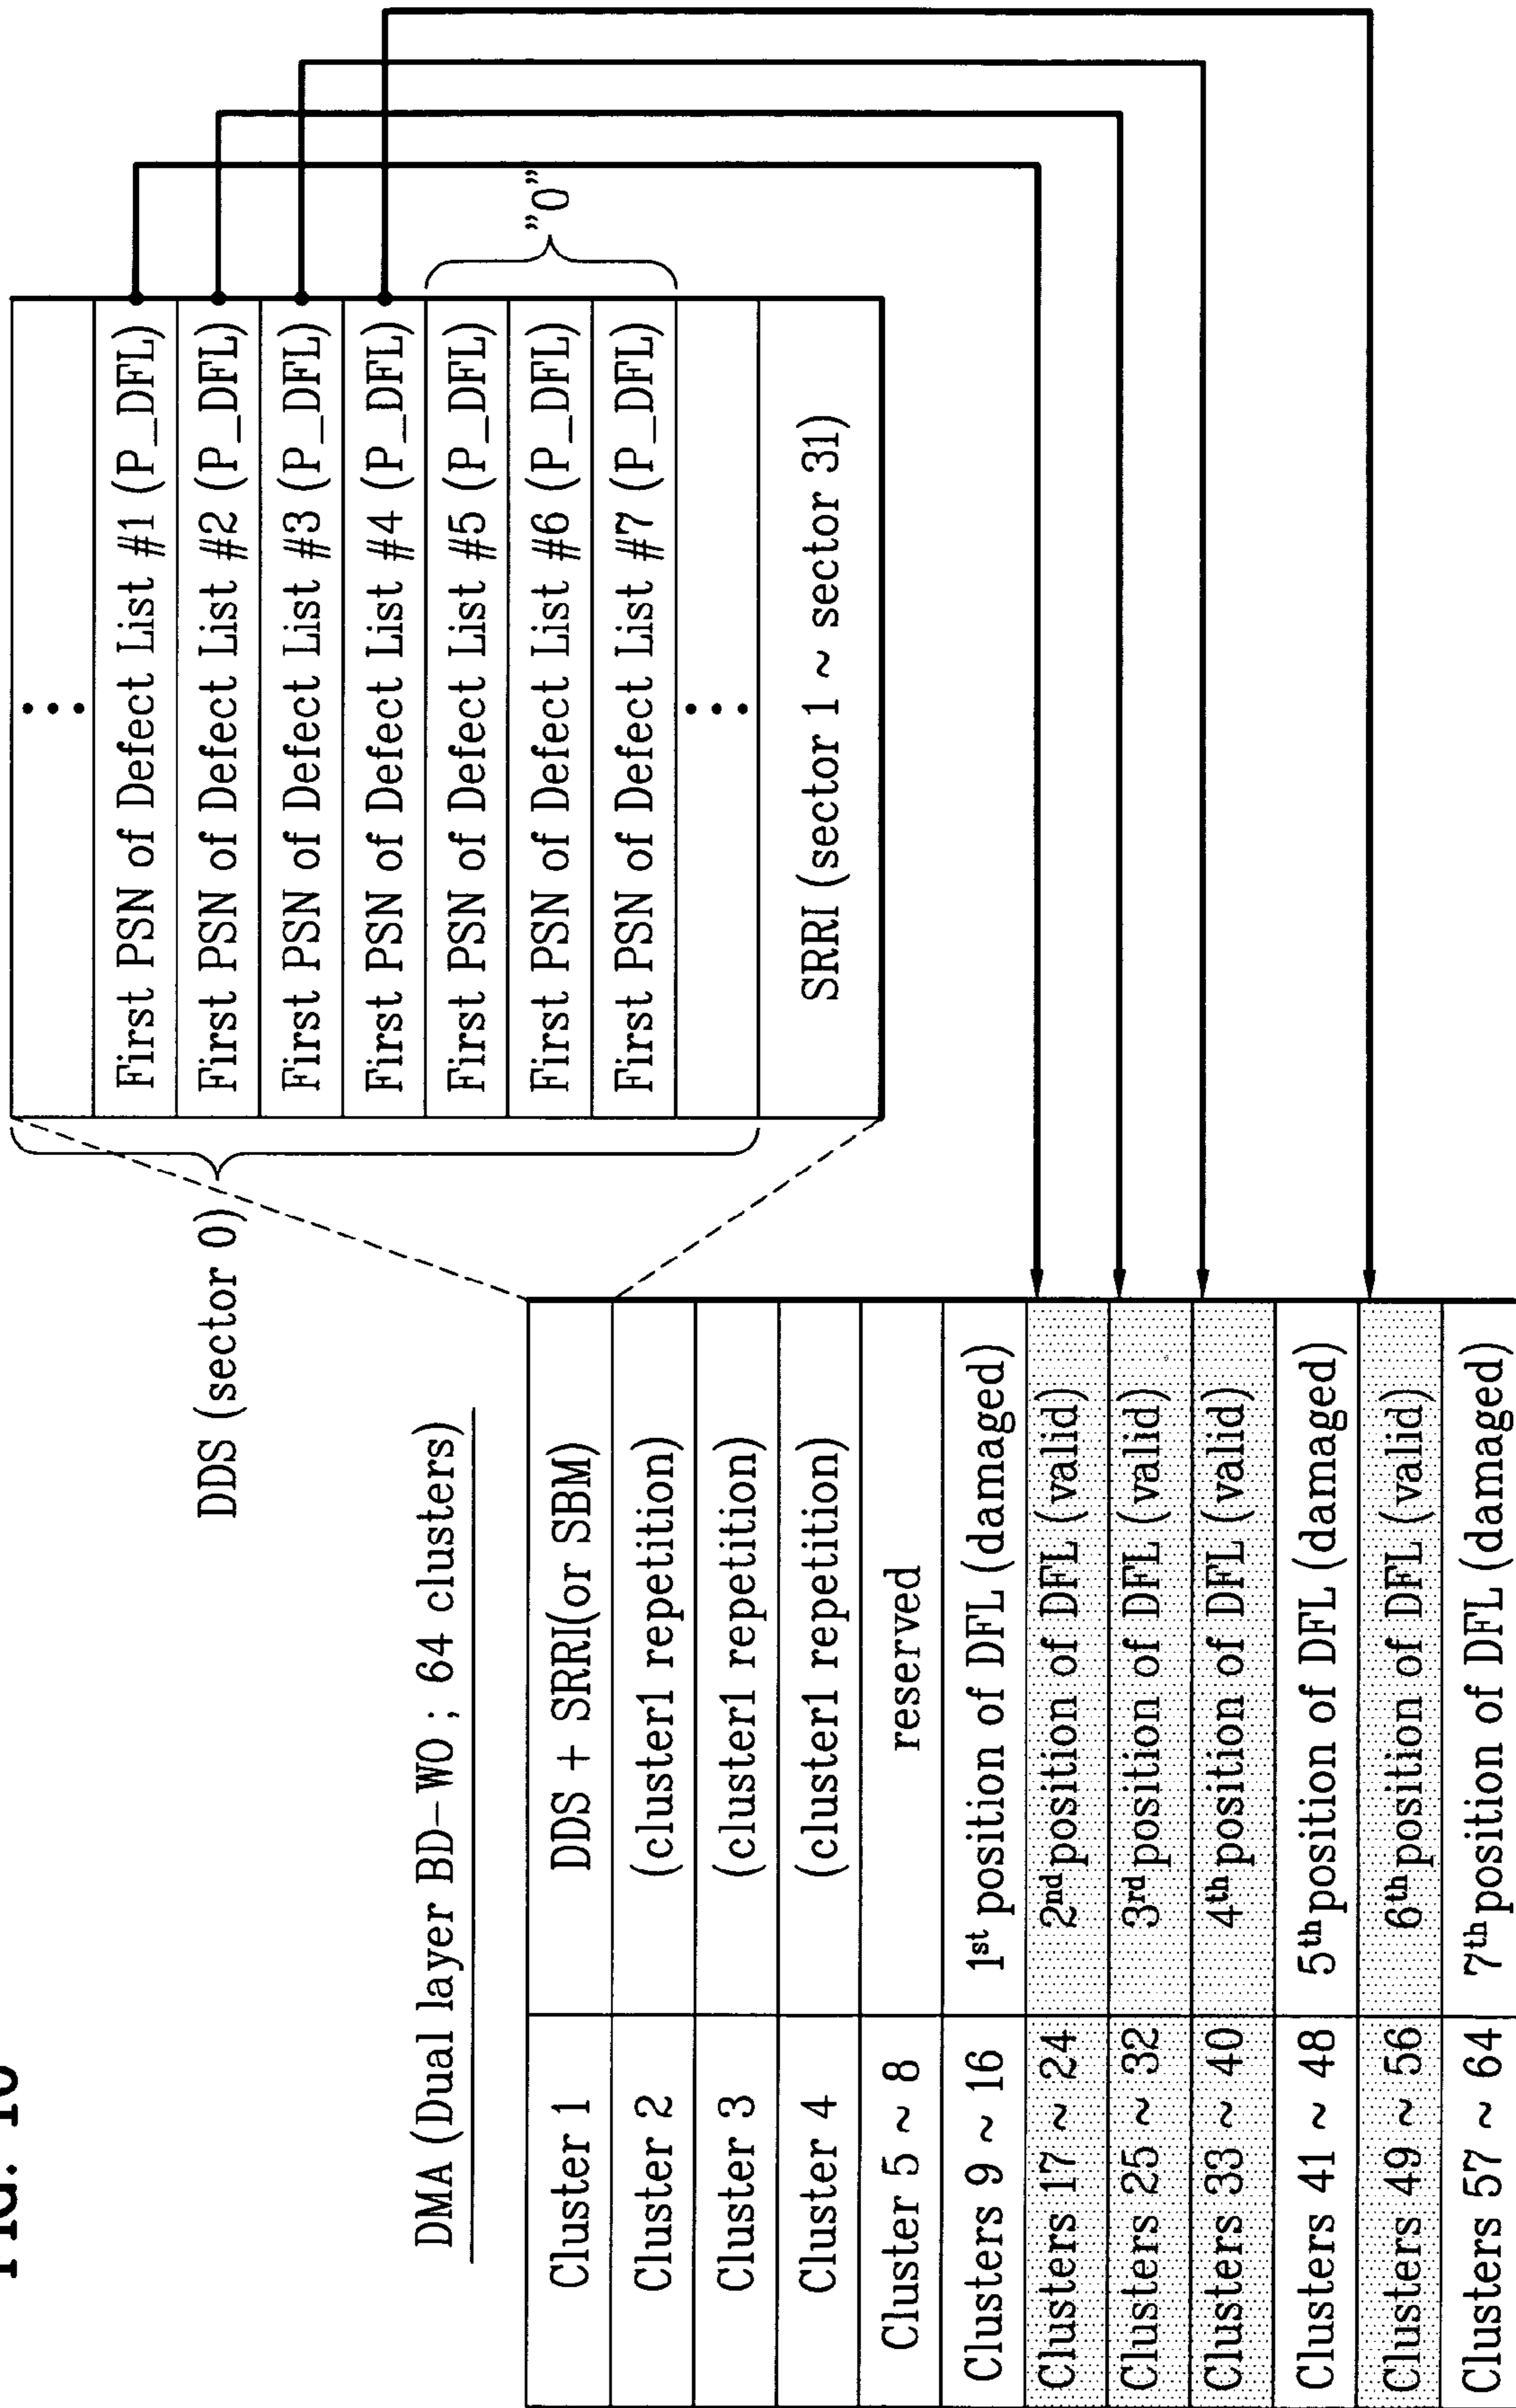 DMA (Dual layer BD-WO ; 64 clusters)
Cluster 1 DDS + SRRI(or SBM)
Cluster 2 (cluster1 repetition)
Cluster 3 (cluster1 repetition)
Cluster 4 (cluster1 repetition)
Cluster 5 ~ 8 reserved
Clusters 9 ~ 16 1st position of DFL (damaged)
Clusters 17 ~ 24 2nd position of DFL (valid)
Clusters 25 ~ 32 3rd position of DFL (valid)
Clusters 33 ~ 40 4th position of DFL (valid)
Clusters 41 ~ 48 5th position of DFL (damaged)
Clusters 49 ~ 56 6th position of DFL (valid)
Clusters 57 ~ 64 7th position of DFL (damaged)
DDS (sector 0)
First PSN of Defect List #1 (P_DFL)
First PSN of Defect List #2 (P_DFL)
First PSN of Defect List #3 (P_DFL)
First PSN of Defect List #4 (P_DFL)
First PSN of Defect List #5 (P_DFL)
First PSN of Defect List #6 (P_DFL)
First PSN of Defect List #7 (P_DFL)
SRRI (sector 1 ~ sector 31)
"0"